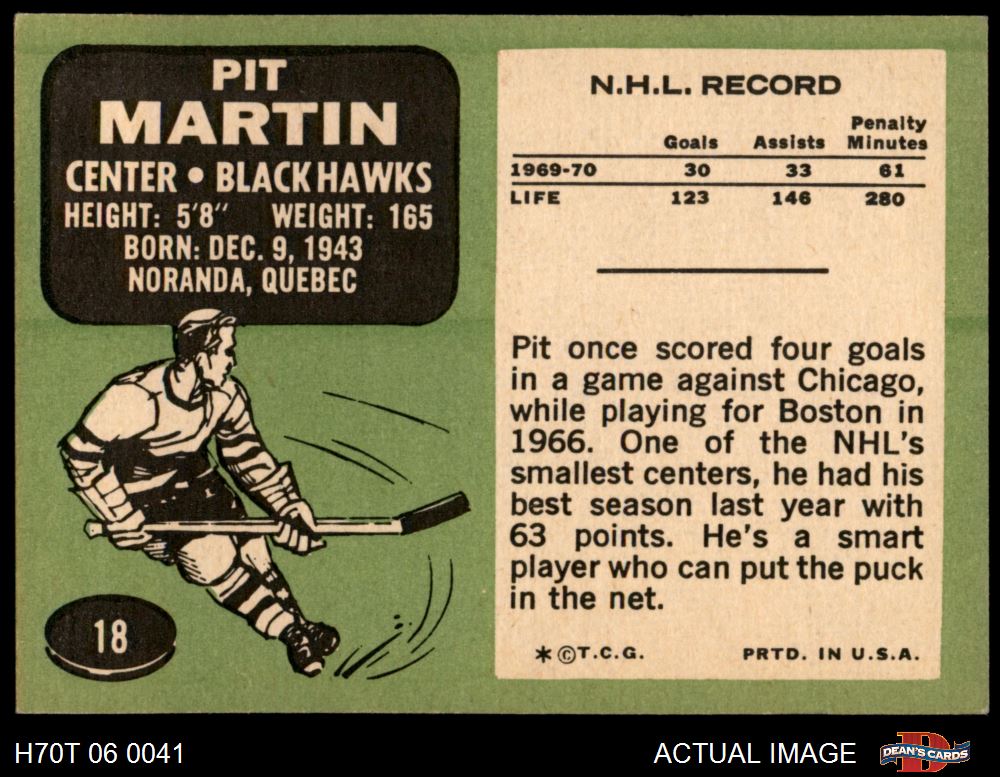 PIT
MARTIN
CENTER • BLACK HAWKS
HEIGHT: 5'8" WEIGHT: 165
BORN: DEC. 9, 1943
NORANDA, QUEBEC
18
N.H.L. RECORD
Goals Assists Penalty Minutes
1969-70 30 33 61
LIFE 123 146 280
Pit once scored four goals
in a game against Chicago,
while playing for Boston in
1966. One of the NHL's
smallest centers, he had his
best season last year with
63 points. He's a smart
player who can put the puck
in the net.
* ©T.C.G. PRTD. IN U.S.A.
H70T 06 0041 ACTUAL IMAGE DEAN'S CARDS